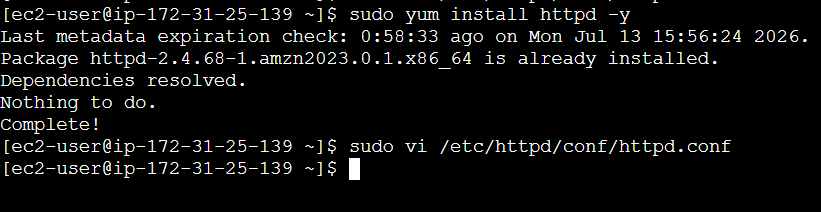 [ec2-user@ip-172-31-25-139 ~]$ sudo yum install httpd -y
Last metadata expiration check: 0:58:33 ago on Mon Jul 13 15:56:24 2026.
Package httpd-2.4.68-1.amzn2023.0.1.x86_64 is already installed.
Dependencies resolved.
Nothing to do.
Complete!
[ec2-user@ip-172-31-25-139 ~]$ sudo vi /etc/httpd/conf/httpd.conf
[ec2-user@ip-172-31-25-139 ~]$